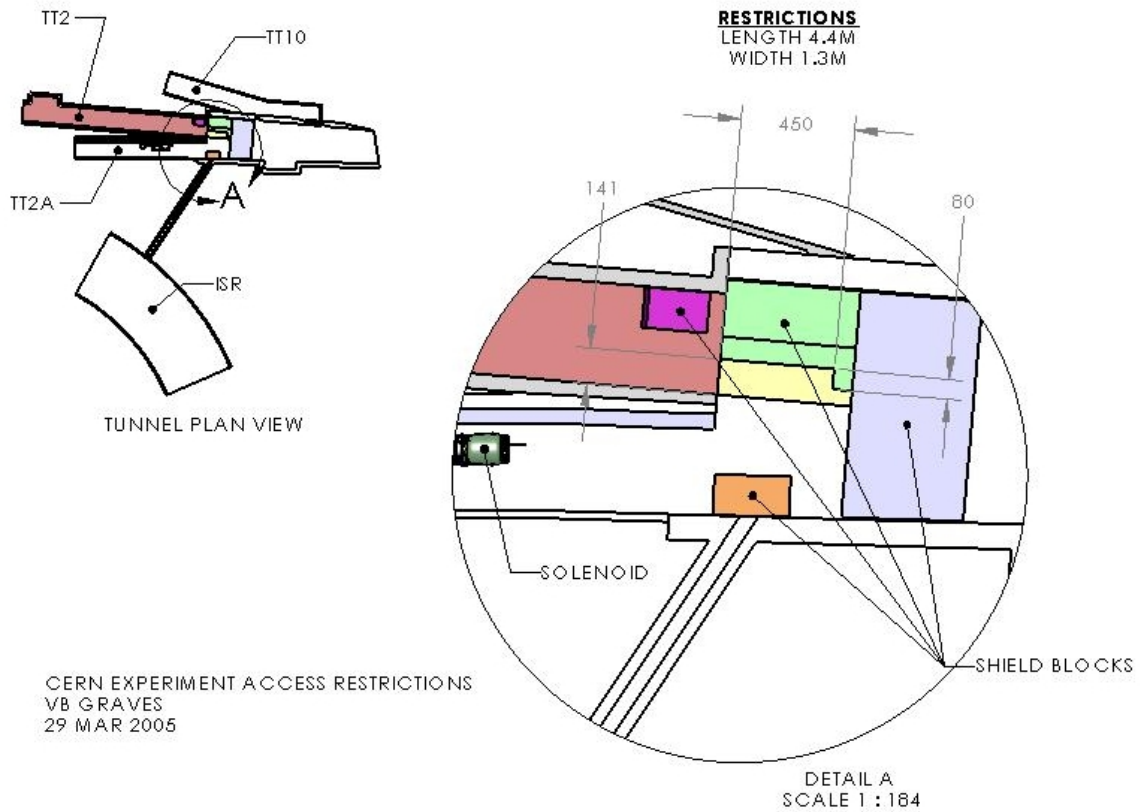 TT2
TT10
TT2A
A
ISR
TUNNEL PLAN VIEW
RESTRICTIONS
LENGTH 4.4M
WIDTH 1.3M
450
141
80
SOLENOID
SHIELD BLOCKS
CERN EXPERIMENT ACCESS RESTRICTIONS
VB GRAVES
29 MAR 2005
DETAIL A
SCALE 1 : 184